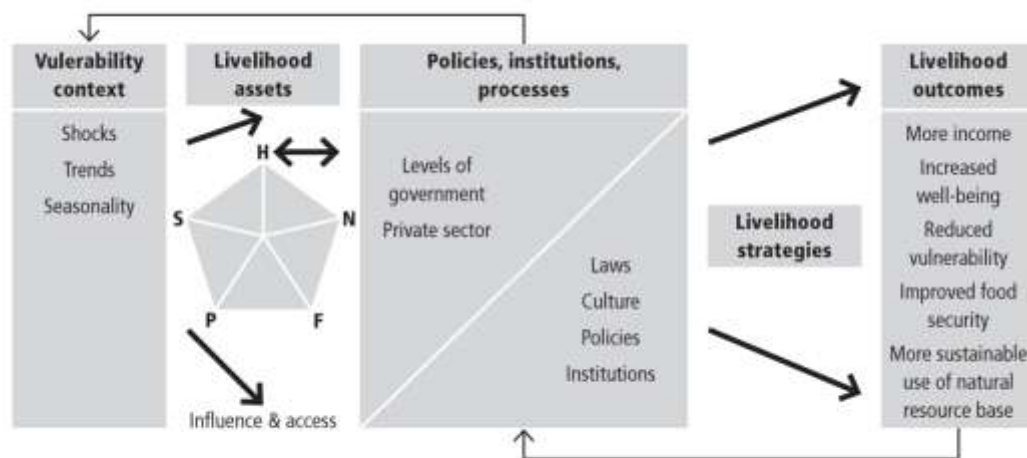 Vulerability
context
Shocks
Trends
Seasonality
Livelihood
assets
H
S
N
P
F
Influence & access
Policies, institutions,
processes
Levels of
government
Private sector
Laws
Culture
Policies
Institutions
Livelihood
strategies
Livelihood
outcomes
More income
Increased
well-being
Reduced
vulnerability
Improved food
security
More sustainable
use of natural
resource base